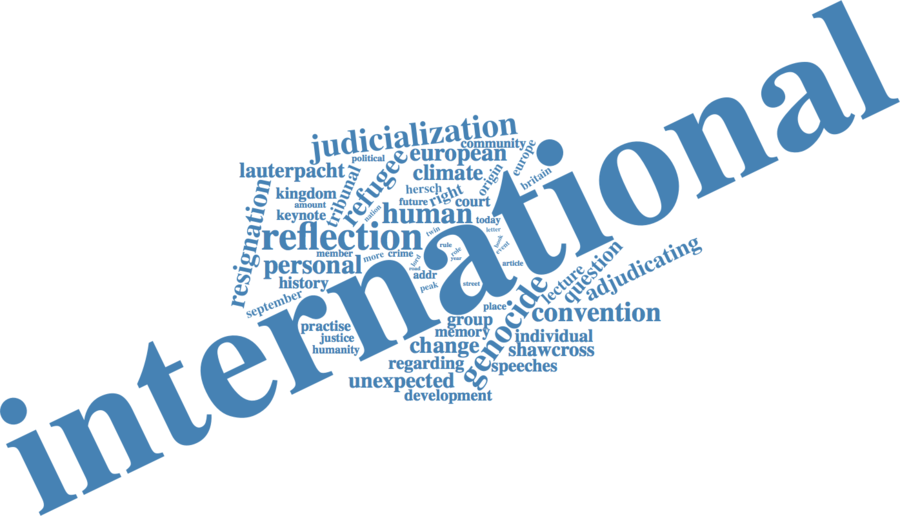 international
judicialization
community
political
european
europe
lauterpacht
refugee
climate
origin
britain
tribunal
hersch
right
kingdom
amount
future
court
keynote
nation
human
today
resignation
reflection
twin
letter
rule
role
year
book
event
member
more
crime
lord
road
article
personal
addr
history
peak
street
september
lecture
question
adjudicating
genocide
place
convention
practise
group
justice
memory
individual
humanity
change
shawcross
regarding
speeches
unexpected
development